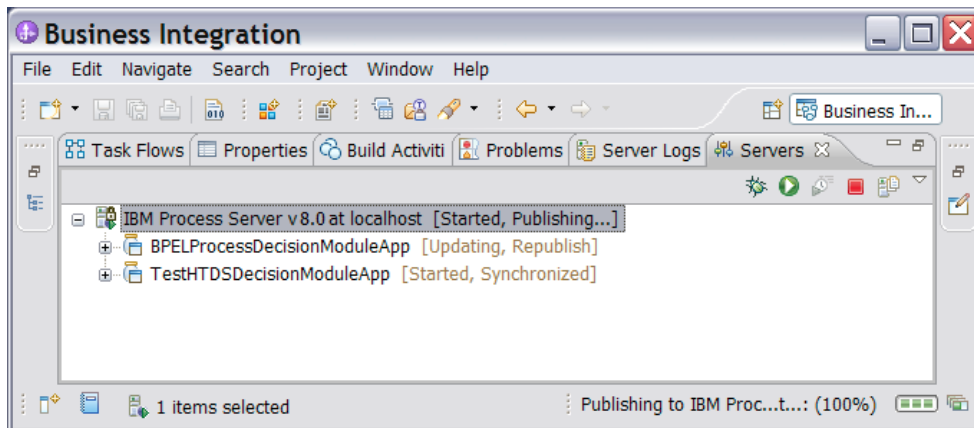 Business Integration
File Edit Navigate Search Project Window Help
Business In...
Task Flows Properties Build Activiti Problems Server Logs Servers
IBM Process Server v8.0 at localhost [Started, Publishing...]
BPELProcessDecisionModuleApp [Updating, Republish]
TestHTDSDecisionModuleApp [Started, Synchronized]
1 items selected Publishing to IBM Proc...t...: (100%)